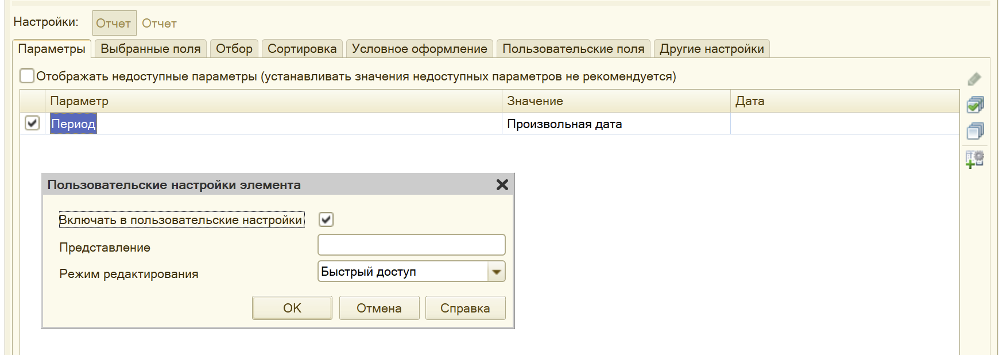 Настройки: Отчет Отчет
Параметры Выбранные поля Отбор Сортировка Условное оформление Пользовательские поля Другие настройки
Отображать недоступные параметры (устанавливать значения недоступных параметров не рекомендуется)
Параметр Значение Дата
Период Произвольная дата
Пользовательские настройки элемента
Включать в пользовательские настройки
Представление
Режим редактирования Быстрый доступ
ОК Отмена Справка